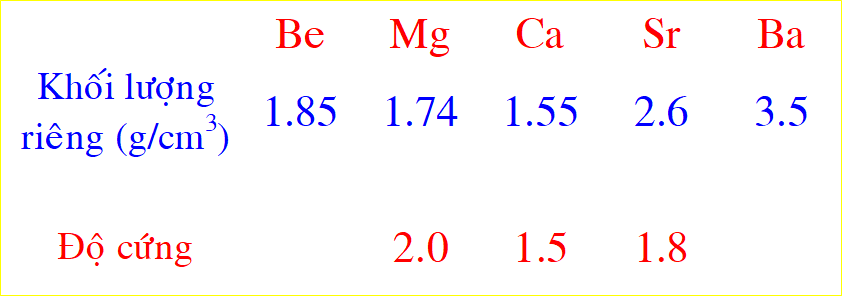 Be Mg Ca Sr Ba
Khối lượng
riêng (g/cm³) 1.85 1.74 1.55 2.6 3.5
Độ cứng 2.0 1.5 1.8